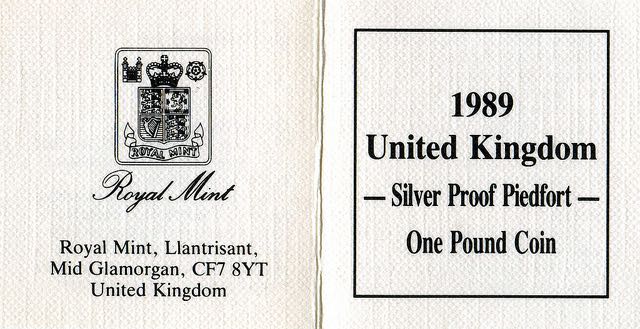 ROYAL MINT
Royal Mint
Royal Mint, Llantrisant,
Mid Glamorgan, CF7 8YT
United Kingdom
1989
United Kingdom
— Silver Proof Piedfort —
One Pound Coin